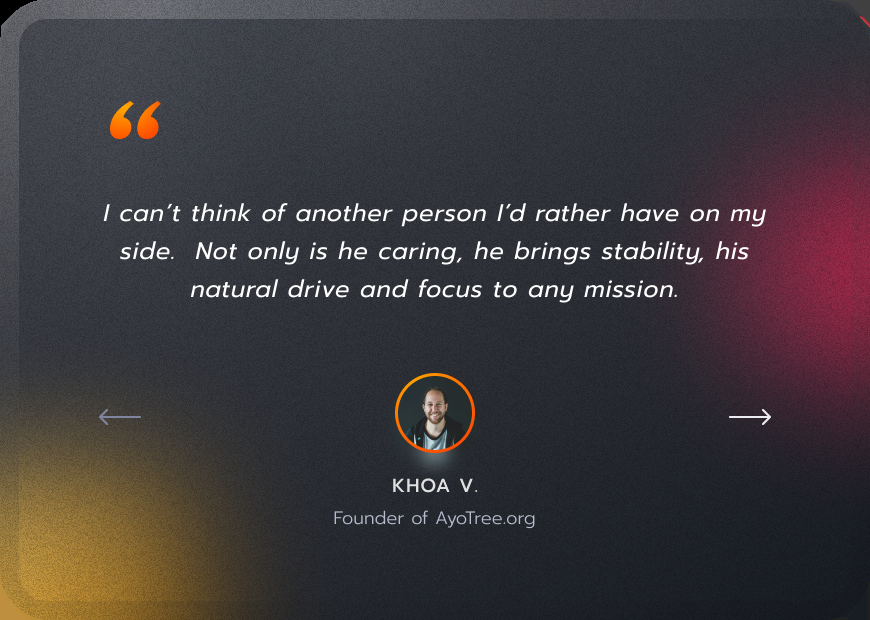 “
I can’t think of another person I’d rather have on my
side.  Not only is he caring, he brings stability, his
natural drive and focus to any mission.
KHOA V.
Founder of AyoTree.org